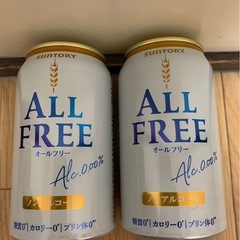 SUNTORY
ALL
FREE
オールフリー
Alc.0.00%
ノンアルコール
糖質0 カロリー0 プリン体0
SUNTORY
ALL
FREE
オールフリー
Alc.0.00%
ノンアルコール
糖質0 カロリー0 プリン体0